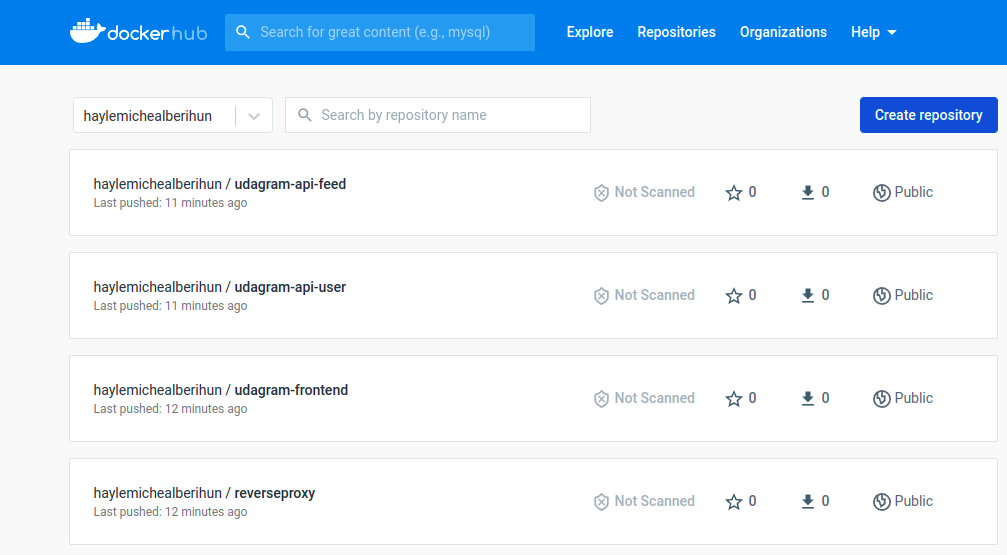 dockerhub Search for great content (e.g., mysql) Explore Repositories Organizations Help
haylemichealberihun Search by repository name Create repository
haylemichealberihun / udagram-api-feed Not Scanned 0 0 Public
Last pushed: 11 minutes ago
haylemichealberihun / udagram-api-user Not Scanned 0 0 Public
Last pushed: 11 minutes ago
haylemichealberihun / udagram-frontend Not Scanned 0 0 Public
Last pushed: 12 minutes ago
haylemichealberihun / reverseproxy Not Scanned 0 0 Public
Last pushed: 12 minutes ago